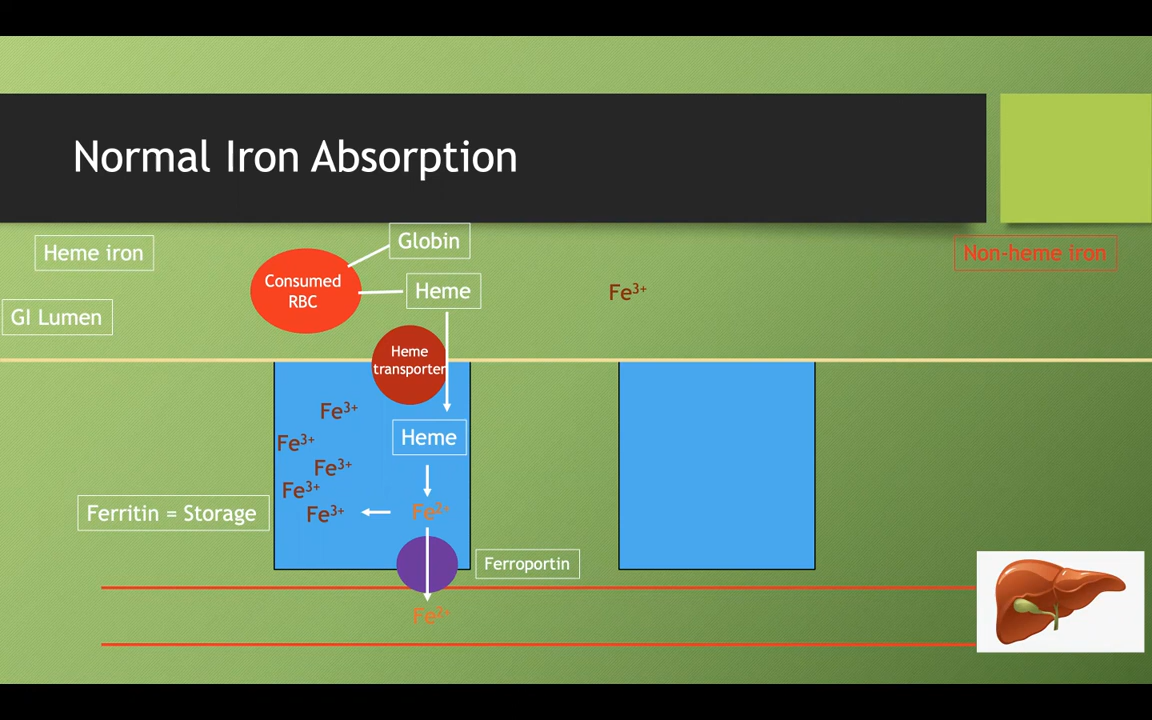 Normal Iron Absorption
Heme iron
Globin
Non-heme iron
Consumed
RBC
Heme
Fe³⁺
GI Lumen
Heme
transporter
Fe³⁺
Fe³⁺
Heme
Fe³⁺
Fe³⁺
Ferritin = Storage
Fe³⁺
Fe²⁺
Ferroportin
Fe²⁺